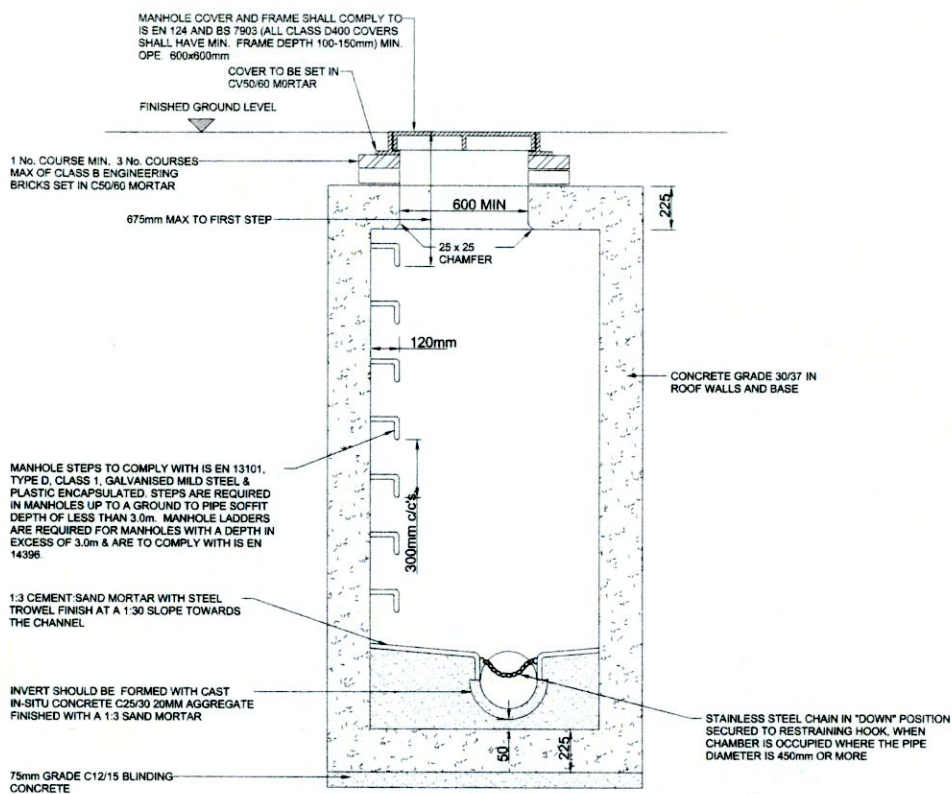 MANHOLE COVER AND FRAME SHALL COMPLY TO
IS EN 124 AND BS 7903 (ALL CLASS D400 COVERS
SHALL HAVE MIN. FRAME DEPTH 100-150mm) MIN.
OPE. 600x600mm
COVER TO BE SET IN
CV50/60 MORTAR
FINISHED GROUND LEVEL
1 No. COURSE MIN. 3 No. COURSES
MAX OF CLASS B ENGINEERING
BRICKS SET IN C50/60 MORTAR
600 MIN
225
675mm MAX TO FIRST STEP
25 x 25
CHAMFER
120mm
CONCRETE GRADE 30/37 IN
ROOF WALLS AND BASE
MANHOLE STEPS TO COMPLY WITH IS EN 13101,
TYPE D, CLASS 1, GALVANISED MILD STEEL &
PLASTIC ENCAPSULATED. STEPS ARE REQUIRED
IN MANHOLES UP TO A GROUND TO PIPE SOFFIT
DEPTH OF LESS THAN 3.0m. MANHOLE LADDERS
ARE REQUIRED FOR MANHOLES WITH A DEPTH IN
EXCESS OF 3.0m & ARE TO COMPLY WITH IS EN
14396.
300mm c/c's
1:3 CEMENT:SAND MORTAR WITH STEEL
TROWEL FINISH AT A 1:30 SLOPE TOWARDS
THE CHANNEL
INVERT SHOULD BE FORMED WITH CAST
IN-SITU CONCRETE C25/30 20MM AGGREGATE
FINISHED WITH A 1:3 SAND MORTAR
STAINLESS STEEL CHAIN IN "DOWN" POSITION
SECURED TO RESTRAINING HOOK, WHEN
CHAMBER IS OCCUPIED WHERE THE PIPE
DIAMETER IS 450mm OR MORE
50
225
75mm GRADE C12/15 BLINDING
CONCRETE